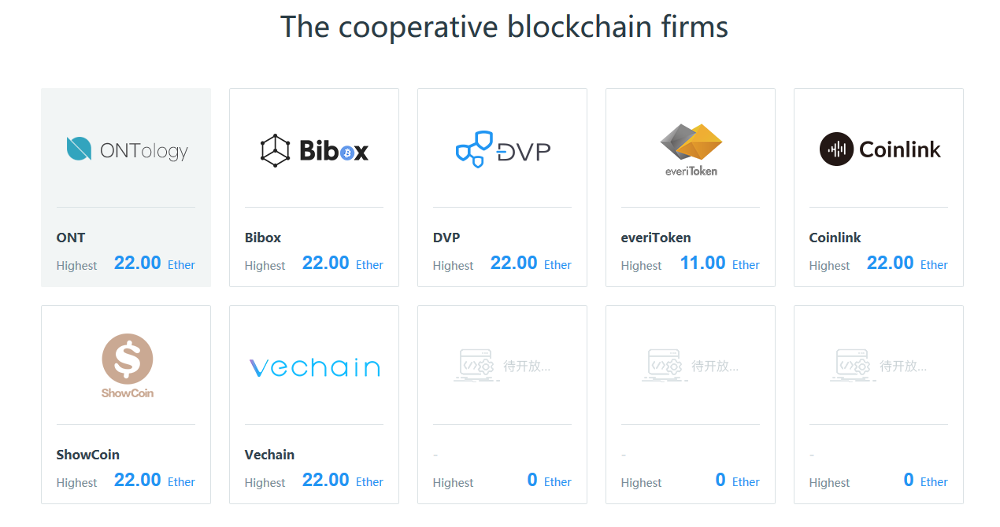 The cooperative blockchain firms
ONTology
Bibox
DVP
everiToken
Coinlink
ONT
Highest 22.00 Ether
Bibox
Highest 22.00 Ether
DVP
Highest 22.00 Ether
everiToken
Highest 11.00 Ether
Coinlink
Highest 22.00 Ether
ShowCoin
Vechain
待开放...
待开放...
待开放...
ShowCoin
Highest 22.00 Ether
Vechain
Highest 22.00 Ether
-
Highest 0 Ether
-
Highest 0 Ether
-
Highest 0 Ether